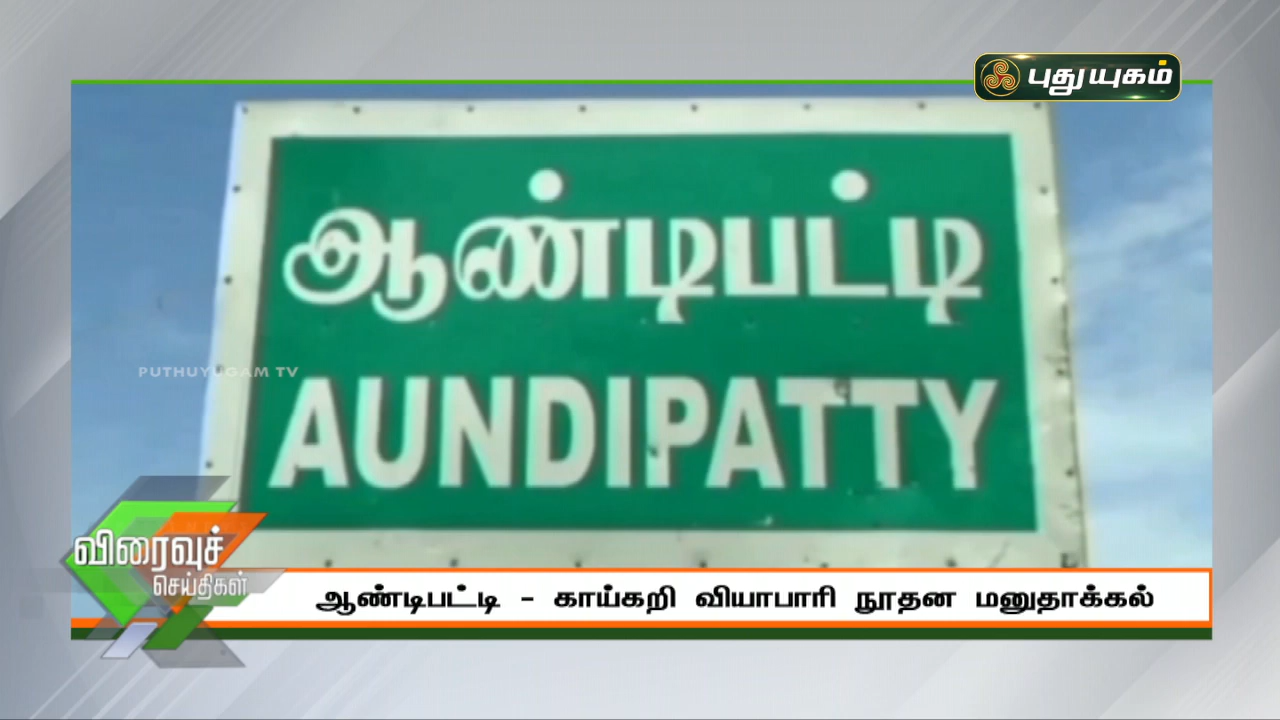 புதுயுகம்
ஆண்டிபட்டி
PUTHUYUGAM TV
AUNDIPATTY
விரைவுச்
செய்திகள்
ஆண்டிபட்டி - காய்கறி வியாபாரி நூதன மனுதாக்கல்